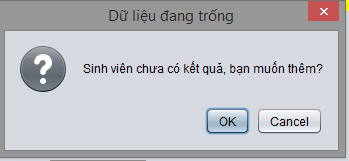 Dữ liệu đang trống
Sinh viên chưa có kết quả, bạn muốn thêm?
OK Cancel